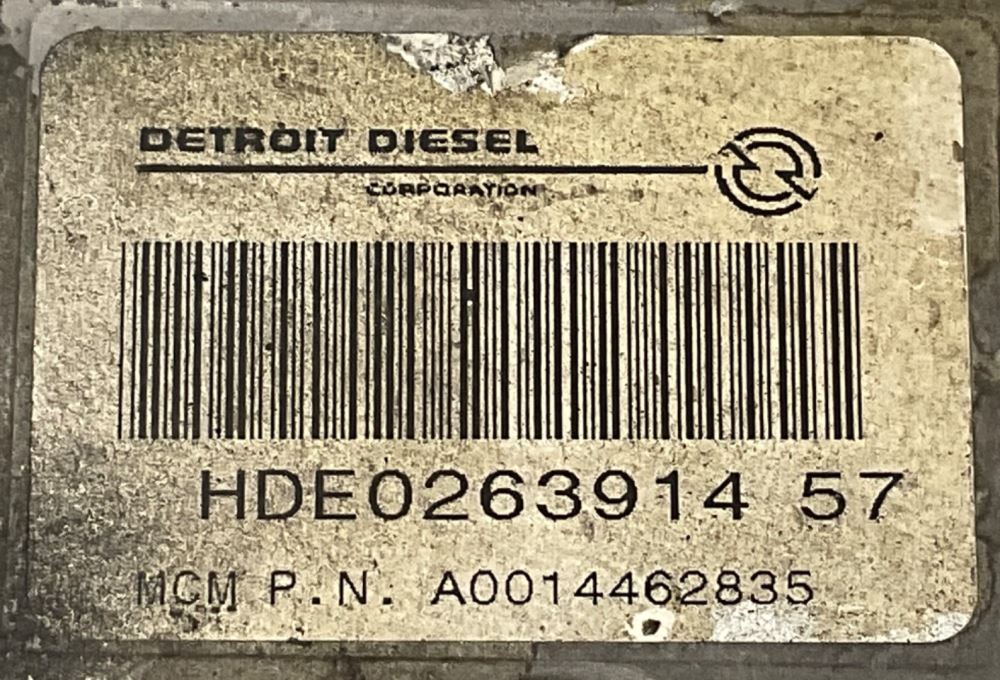 DETROIT DIESEL
CORPORATION
HDE0263914 57
MCM P.N. A0014462835